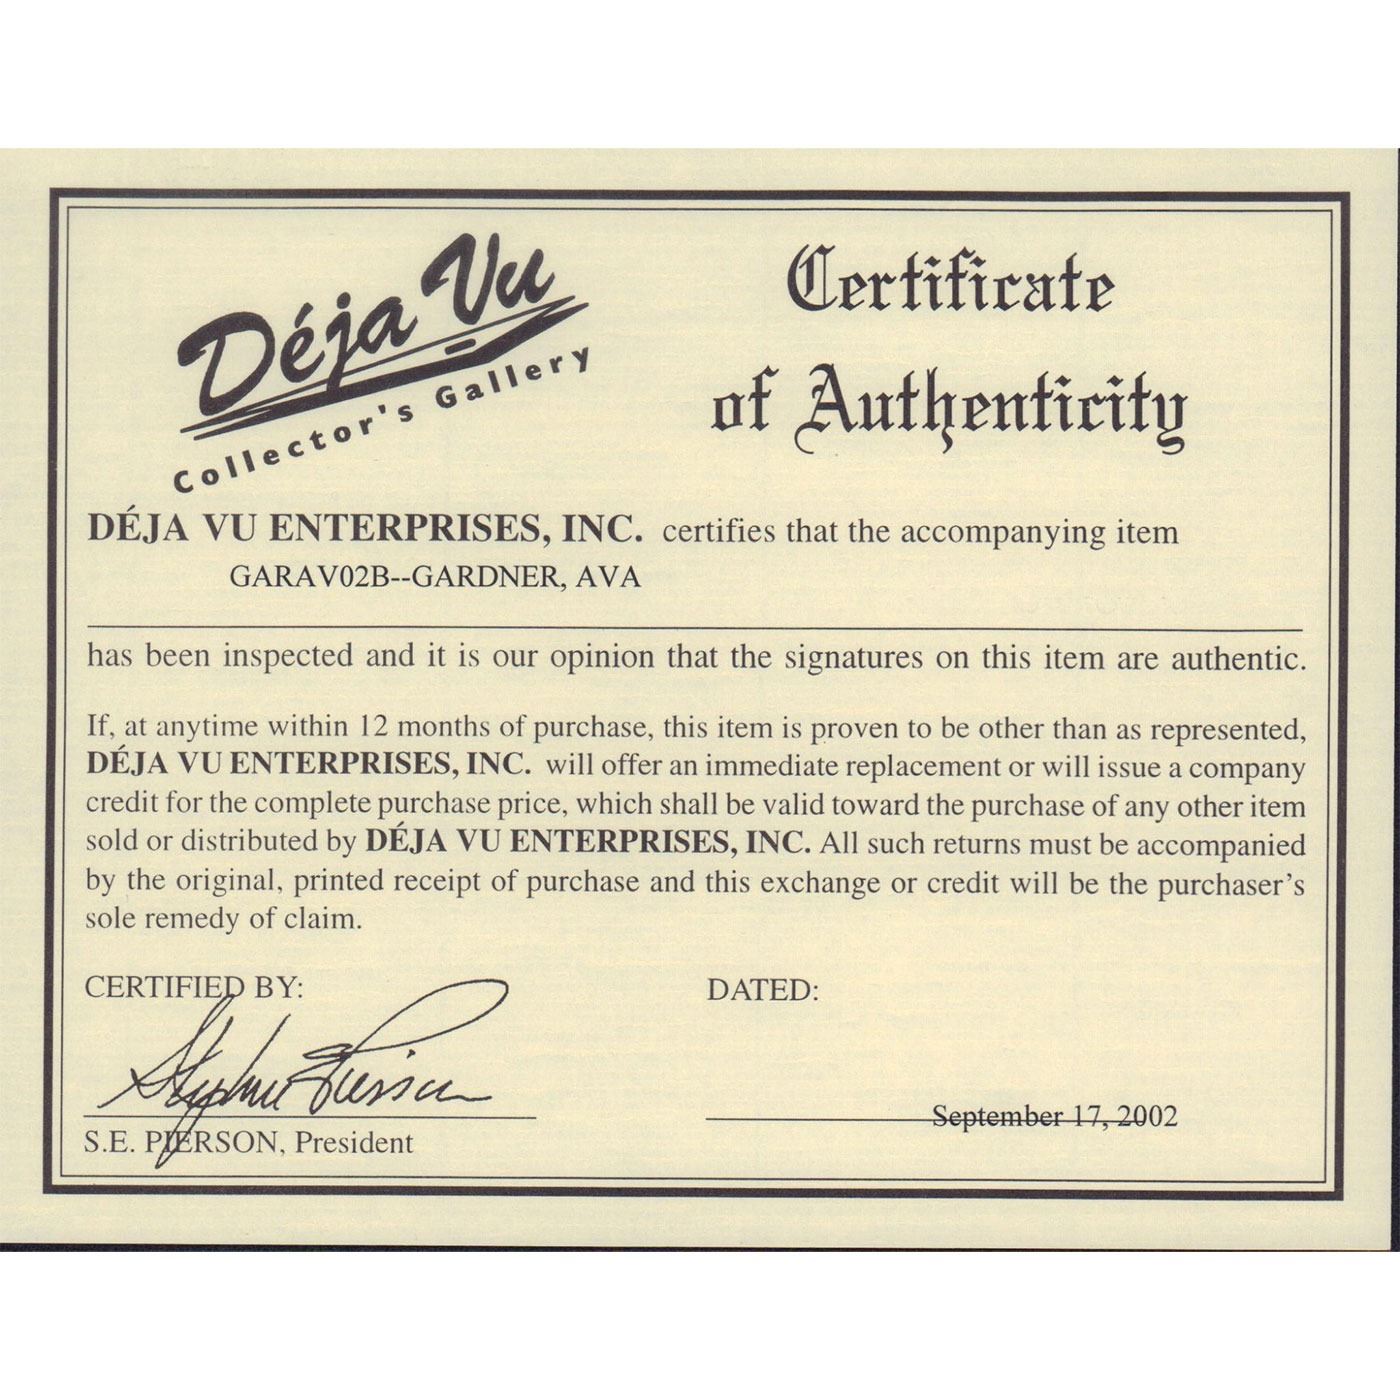 Déja Vu
Collector's Gallery
Certificate
of Authenticity
DÉJA VU ENTERPRISES, INC. certifies that the accompanying item
GARAV02B--GARDNER, AVA
has been inspected and it is our opinion that the signatures on this item are authentic.
If, at anytime within 12 months of purchase, this item is proven to be other than as represented,
DÉJA VU ENTERPRISES, INC. will offer an immediate replacement or will issue a company
credit for the complete purchase price, which shall be valid toward the purchase of any other item
sold or distributed by DÉJA VU ENTERPRISES, INC. All such returns must be accompanied
by the original, printed receipt of purchase and this exchange or credit will be the purchaser's
sole remedy of claim.
CERTIFIED BY:
DATED:
Stephen Pierson
September 17, 2002
S.E. PIERSON, President